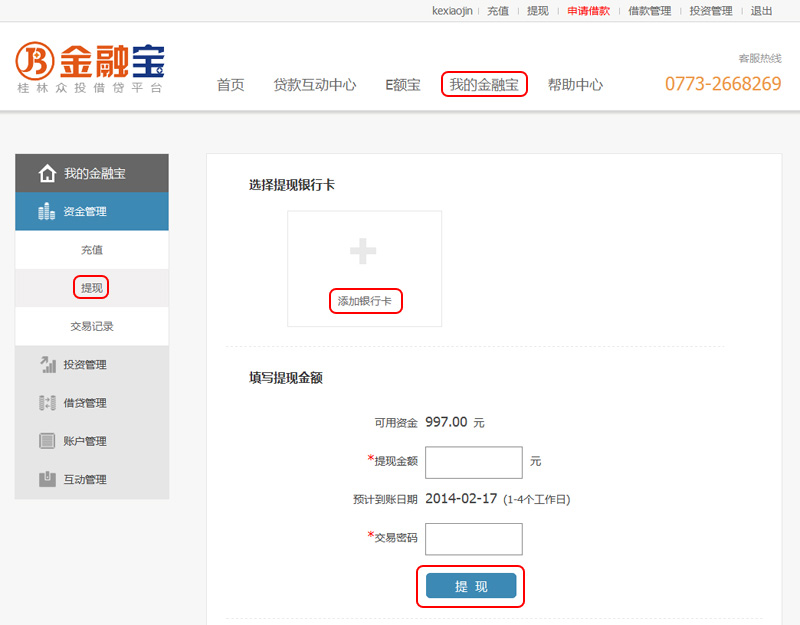 kexiaojin 充值 提现 申请借款 借款管理 投资管理 退出
金融宝
桂林众投借贷平台
首页 贷款互动中心 E额宝 我的金融宝 帮助中心
客服热线
0773-2668269
我的金融宝
资金管理
充值
提现
交易记录
投资管理
借贷管理
账户管理
互动管理
选择提现银行卡
添加银行卡
填写提现金额
可用资金 997.00 元
*提现金额 元
预计到账日期 2014-02-17 (1-4个工作日)
*交易密码
提 现